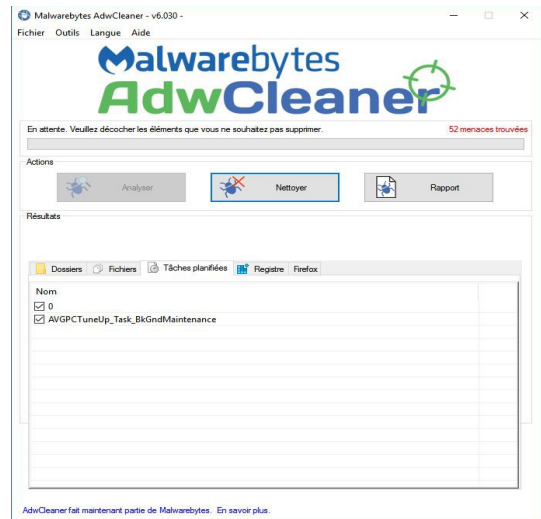 Malwarebytes AdwCleaner - v6.030 -
Fichier Outils Langue Aide
Malwarebytes
AdwCleaner
En attente. Veuillez décocher les éléments que vous ne souhaitez pas supprimer. 52 menaces trouvées
Actions
Analyser Nettoyer Rapport
Résultats
Dossiers Fichiers Tâches planifiées Registre Firefox
Nom
0
AVGPCTuneUp_Task_BkGndMaintenance
AdwCleaner fait maintenant partie de Malwarebytes. En savoir plus.